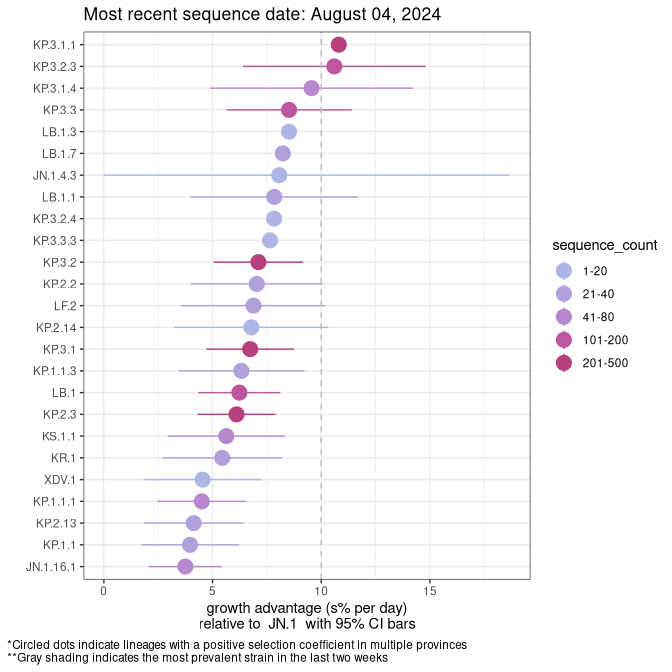 Most recent sequence date: August 04, 2024
KP.3.1.1
KP.3.2.3
KP.3.1.4
KP.3.3
LB.1.3
LB.1.7
JN.1.4.3
LB.1.1
KP.3.2.4
KP.3.3.3
KP.3.2
KP.2.2
LF.2
KP.2.14
KP.3.1
KP.1.1.3
LB.1
KP.2.3
KS.1.1
KR.1
XDV.1
KP.1.1.1
KP.2.13
KP.1.1
JN.1.16.1
0 5 10 15
growth advantage (s% per day)
relative to JN.1 with 95% CI bars
sequence_count
1-20
21-40
41-80
101-200
201-500
*Circled dots indicate lineages with a positive selection coefficient in multiple provinces
**Gray shading indicates the most prevalent strain in the last two weeks